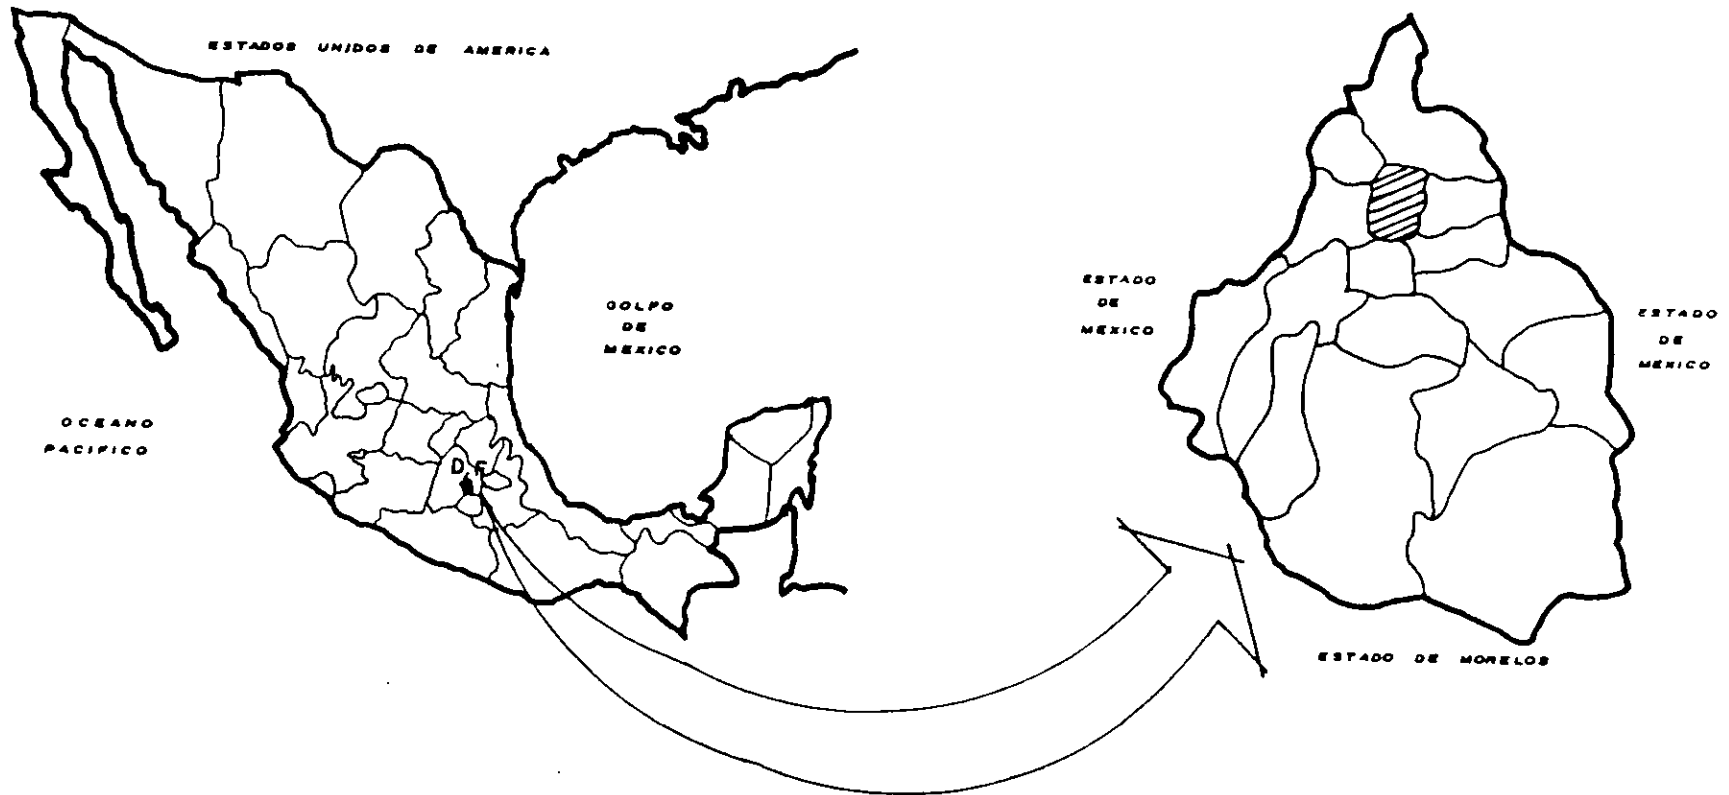 ESTADOS UNIDOS DE AMERICA
GOLFO
DE
MEXICO
OCEANO
PACIFICO
D.F.
ESTADO
DE
MEXICO
ESTADO
DE
MEXICO
ESTADO DE MORELOS